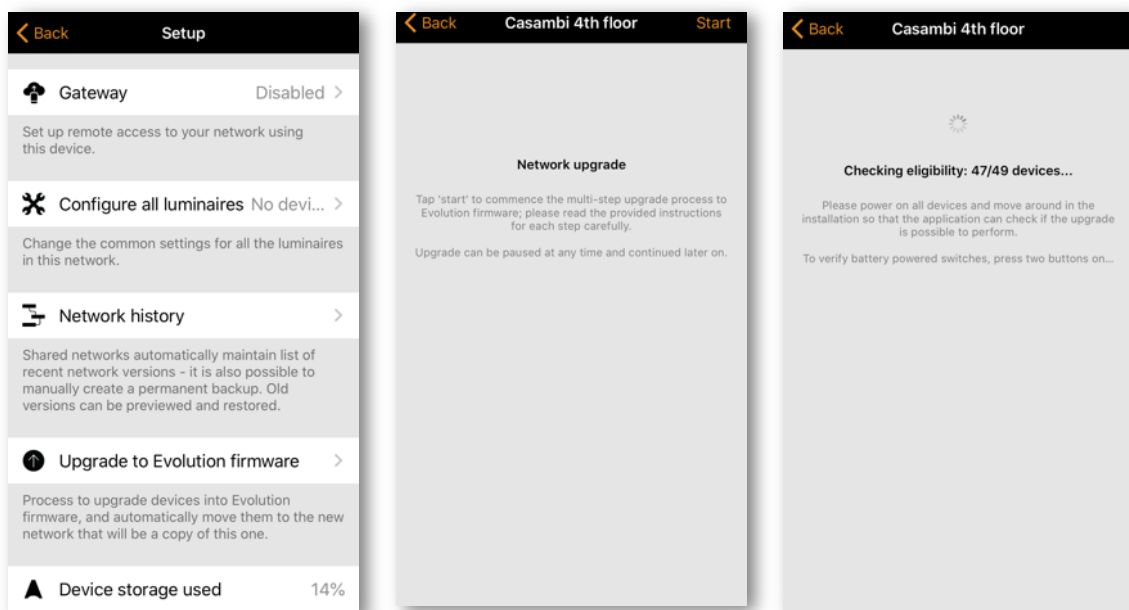 Back
Setup
Gateway
Disabled
Set up remote access to your network using
this device.
Configure all luminaires
No devi...
Change the common settings for all the luminaires
in this network.
Network history
Shared networks automatically maintain list of
recent network versions - it is also possible to
manually create a permanent backup. Old
versions can be previewed and restored.
Upgrade to Evolution firmware
Process to upgrade devices into Evolution
firmware, and automatically move them to the new
network that will be a copy of this one.
Device storage used
14%
Back
Casambi 4th floor
Start
Network upgrade
Tap 'start' to commence the multi-step upgrade process to
Evolution firmware; please read the provided instructions
for each step carefully.
Upgrade can be paused at any time and continued later on.
Back
Casambi 4th floor
Checking eligibility: 47/49 devices...
Please power on all devices and move around in the
installation so that the application can check if the upgrade
is possible to perform.
To verify battery powered switches, press two buttons on...